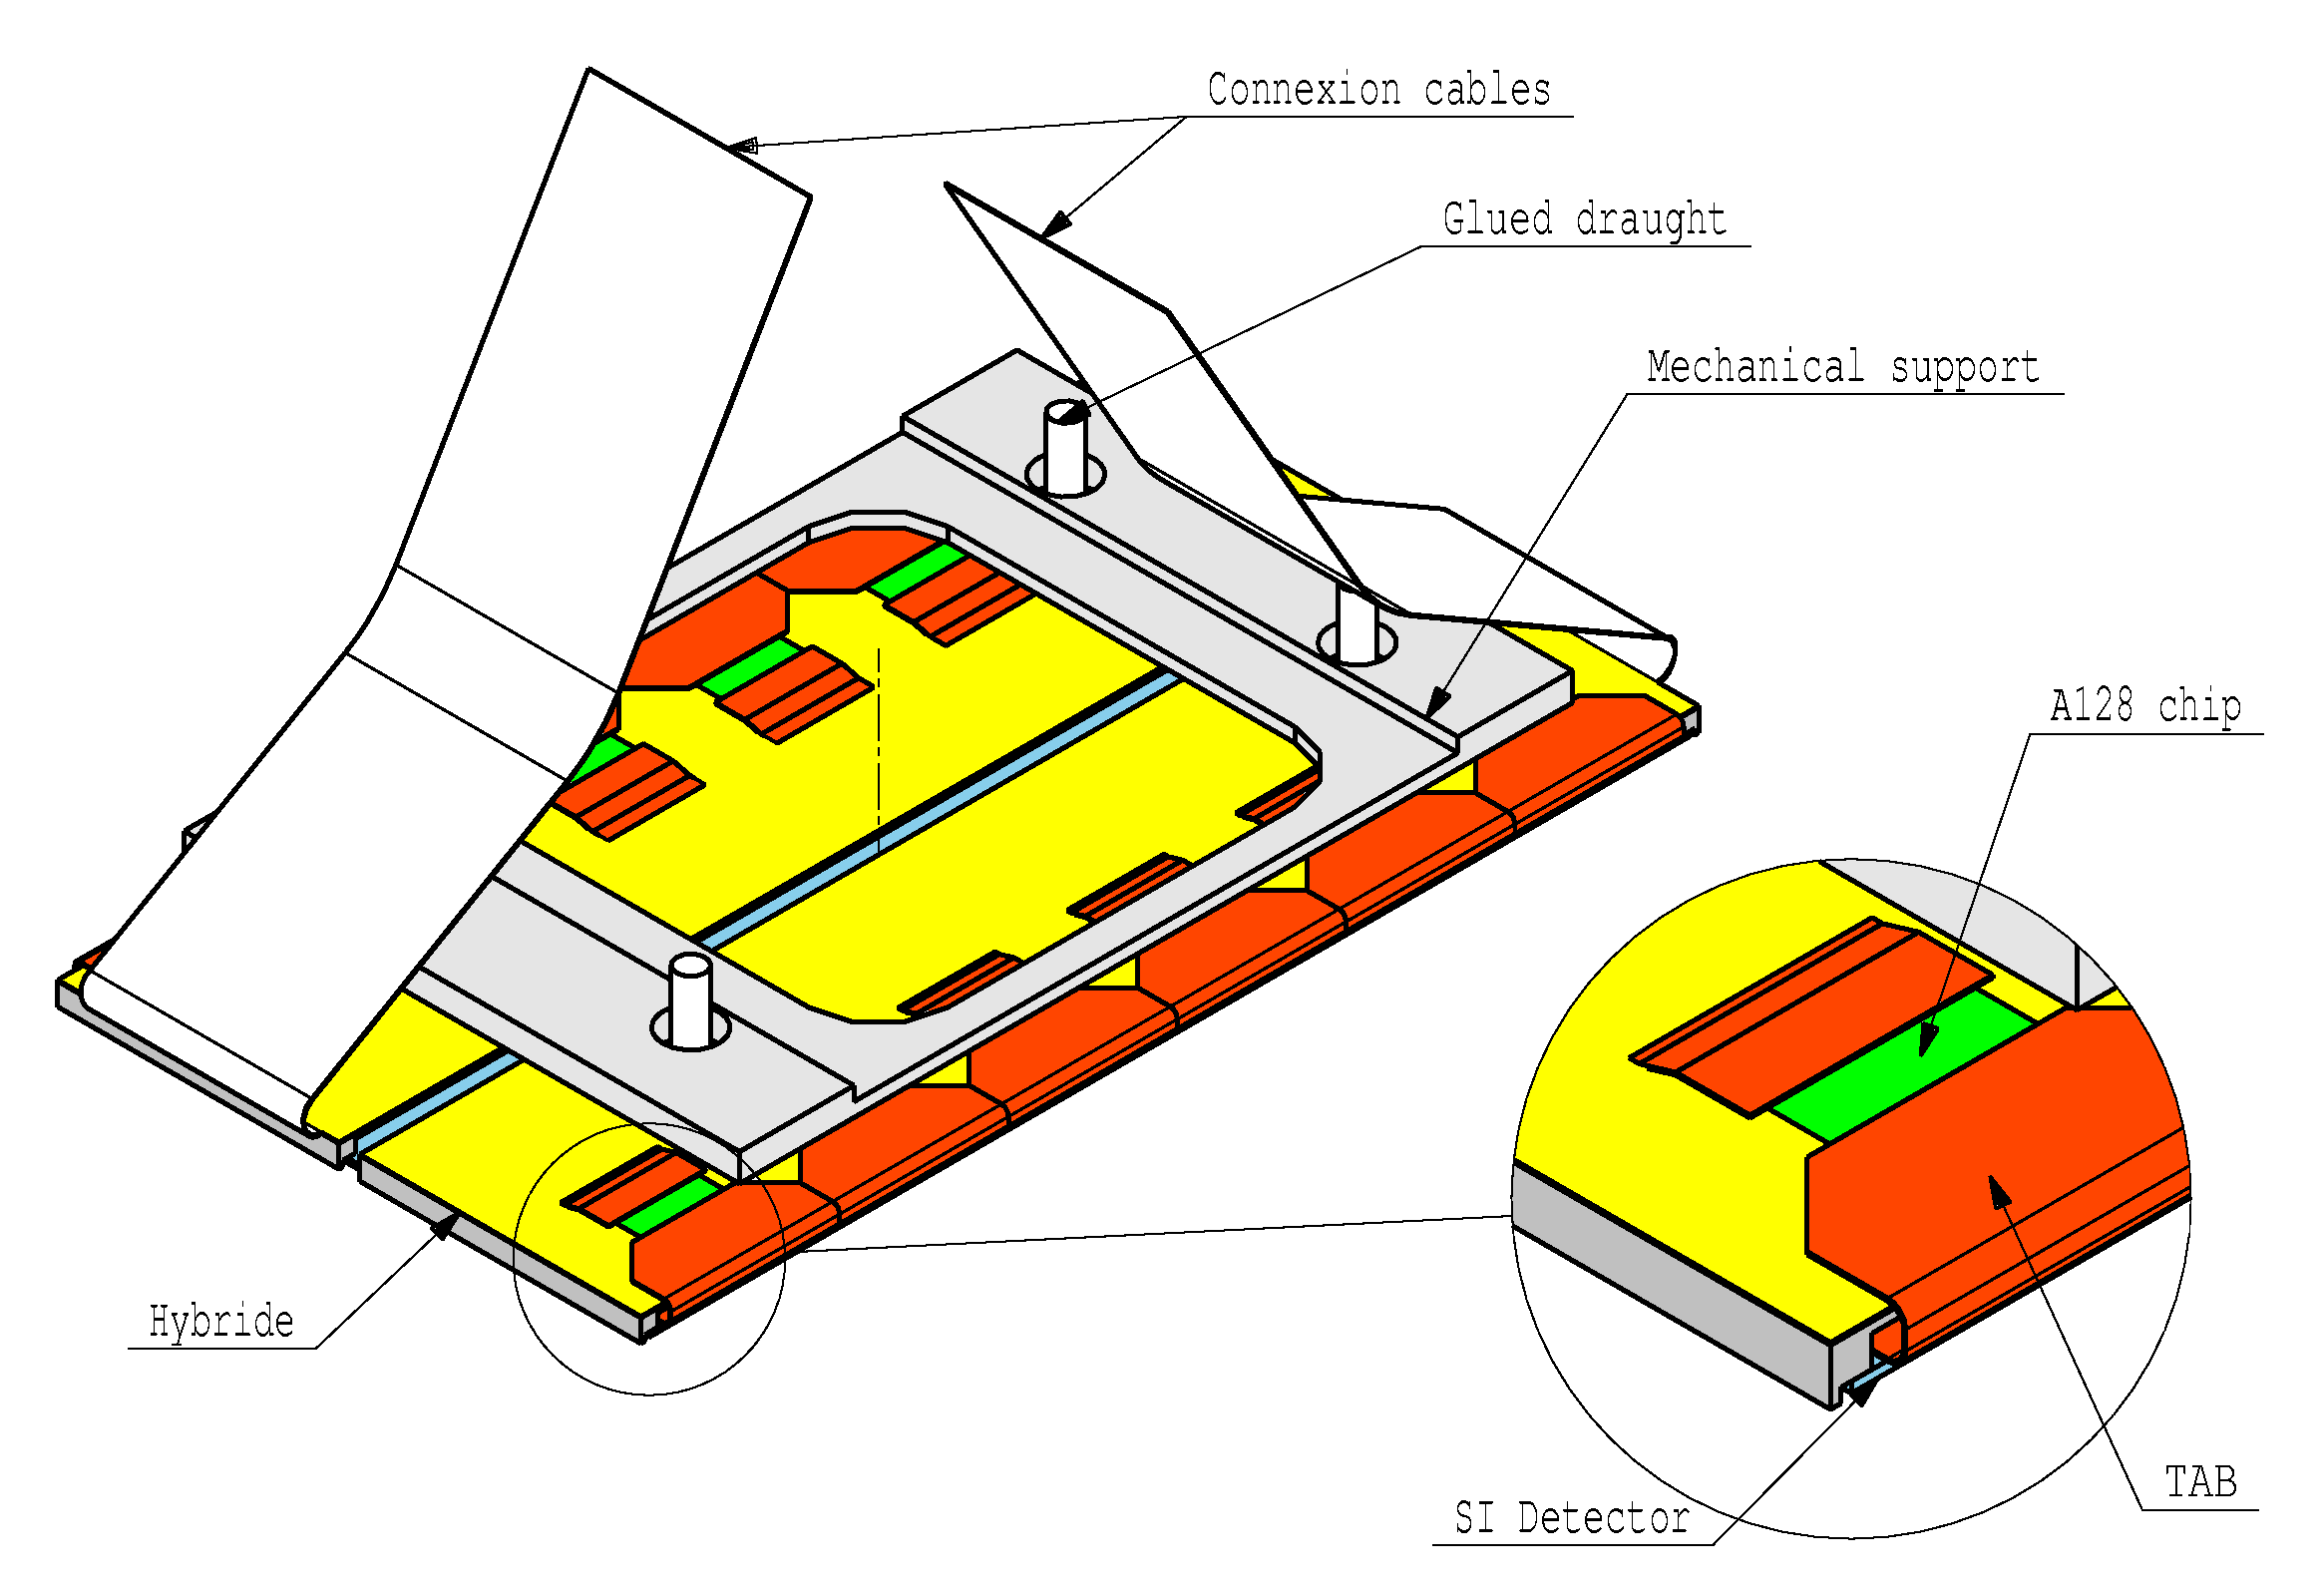 Connexion cables
Glued draught
Mechanical support
A128 chip
Hybride
TAB
SI Detector